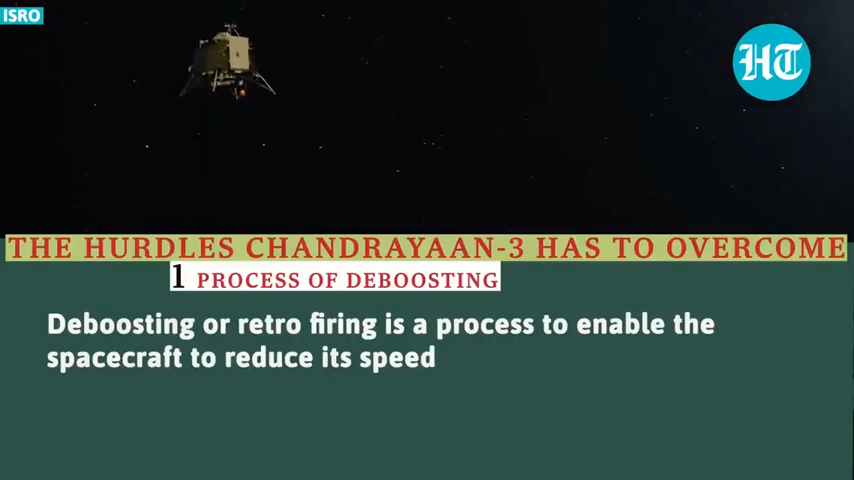 ISRO
HT
THE HURDLES CHANDRAYAAN-3 HAS TO OVERCOME
1 PROCESS OF DEBOOSTING
Deboosting or retro firing is a process to enable the
spacecraft to reduce its speed